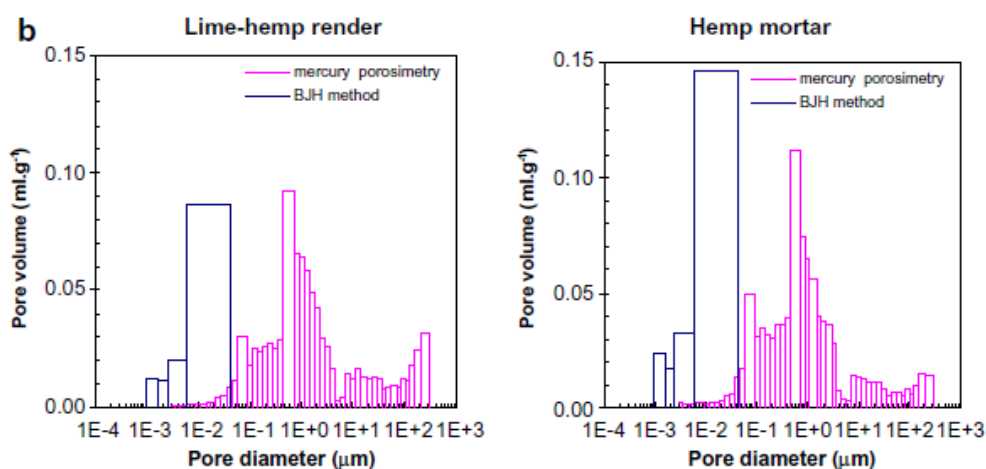 b
Lime-hemp render
0.15
0.10
0.05
0.00
Pore volume (ml.g-1)
mercury porosimetry
BJH method
1E-4 1E-3 1E-2 1E-1 1E+0 1E+1 1E+2 1E+3
Pore diameter (μm)
Hemp mortar
0.15
0.10
0.05
0.00
Pore volume (ml.g-1)
mercury porosimetry
BJH method
1E-4 1E-3 1E-2 1E-1 1E+0 1E+1 1E+2 1E+3
Pore diameter (μm)